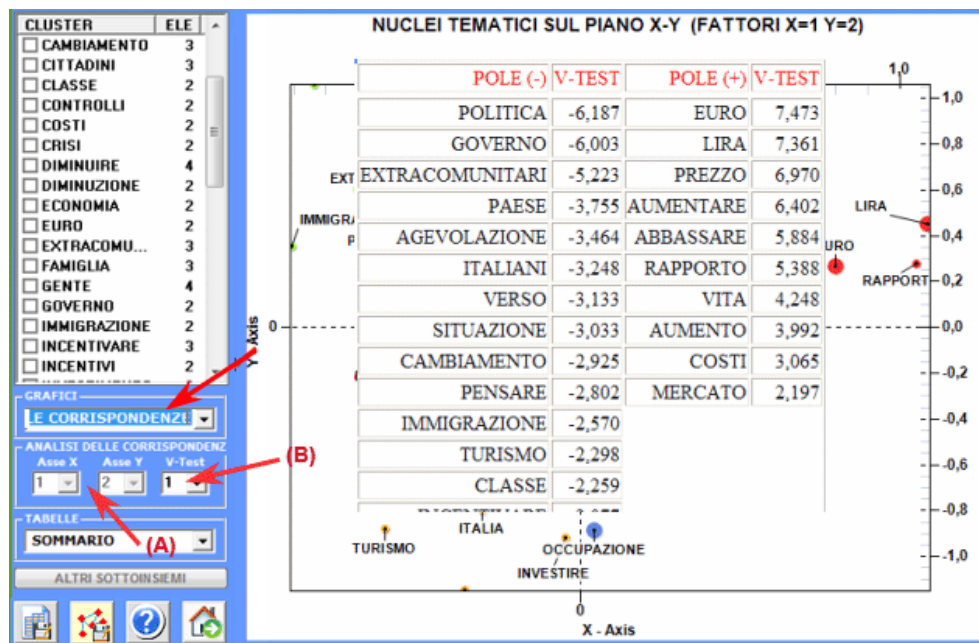 CLUSTER ELE
CAMBIAMENTO 3
CITTADINI 3
CLASSE 2
CONTROLLI 2
COSTI 2
CRISI 2
DIMINUIRE 4
DIMINUZIONE 2
ECONOMIA 2
EURO 2
EXTRACOMU... 3
FAMIGLIA 3
GENTE 4
GOVERNO 2
IMMIGRAZIONE 2
INCENTIVARE 3
INCENTIVI 2
GRAFICI
LE CORRISPONDENZE
ANALISI DELLE CORRISPONDENZ
Asse X Asse Y V-Test
1 2 1
(B)
(A)
TABELLE
SOMMARIO
ALTRI SOTTOINSIEMI
NUCLEI TEMATICI SUL PIANO X-Y (FATTORI X=1 Y=2)
POLE (-) V-TEST POLE (+) V-TEST
POLITICA -6,187 EURO 7,473
GOVERNO -6,003 LIRA 7,361
EXTRACOMUNITARI -5,223 PREZZO 6,970
PAESE -3,755 AUMENTARE 6,402
AGEVOLAZIONE -3,464 ABBASSARE 5,884
ITALIANI -3,248 RAPPORTO 5,388
VERSO -3,133 VITA 4,248
SITUAZIONE -3,033 AUMENTO 3,992
CAMBIAMENTO -2,925 COSTI 3,065
PENSARE -2,802 MERCATO 2,197
IMMIGRAZIONE -2,570
TURISMO -2,298
CLASSE -2,259
1,0
1,0
0,8
0,6
0,4
0,2
0,0
-0,2
-0,4
-0,6
-0,8
-1,0
EXT
IMMIGRA
P
LIRA
URO
RAPPORT
0
Y - Axis
ITALIA
TURISMO
OCCUPAZIONE
INVESTIRE
0
X - Axis